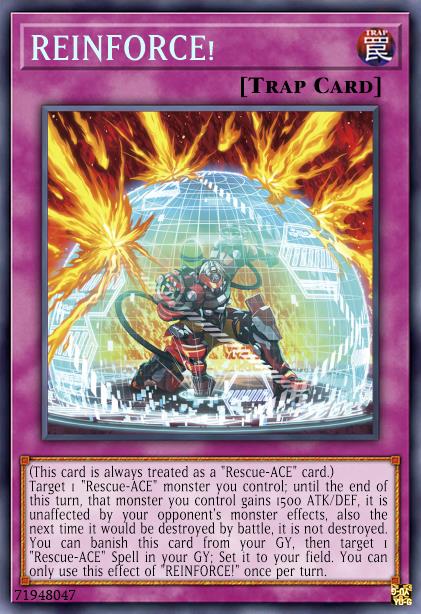 REINFORCE!
TRAP
罠
[TRAP CARD]
(This card is always treated as a "Rescue-ACE" card.)
Target 1 "Rescue-ACE" monster you control; until the end of
this turn, that monster you control gains 1500 ATK/DEF, it is
unaffected by your opponent's monster effects, also the
next time it would be destroyed by battle, it is not destroyed.
You can banish this card from your GY, then target 1
"Rescue-ACE" Spell in your GY; Set it to your field. You can
only use this effect of "REINFORCE!" once per turn.
71948047